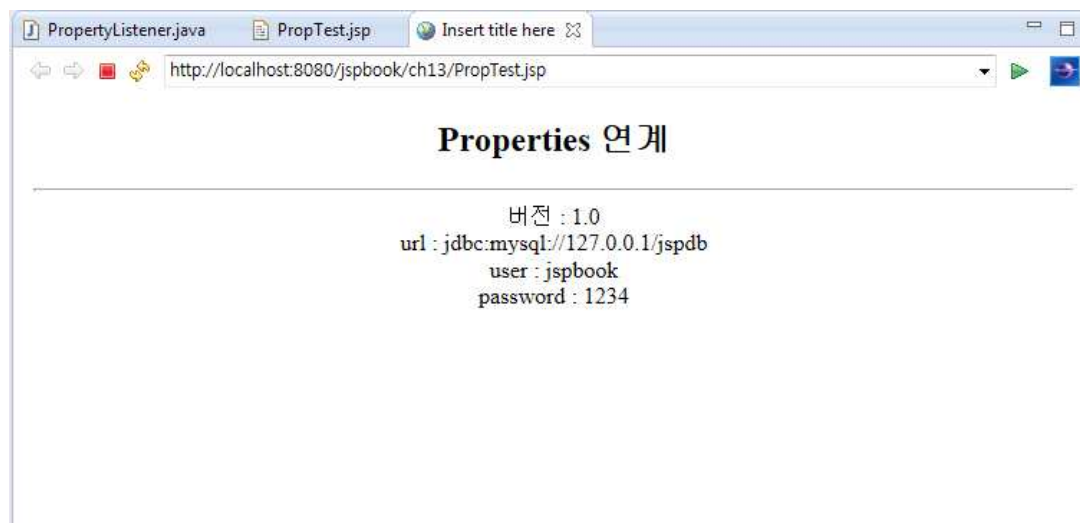 PropertyListener.java PropTest.jsp Insert title here
http://localhost:8080/jspbook/ch13/PropTest.jsp
Properties 연계
버전 : 1.0
url : jdbc:mysql://127.0.0.1/jspdb
user : jspbook
password : 1234